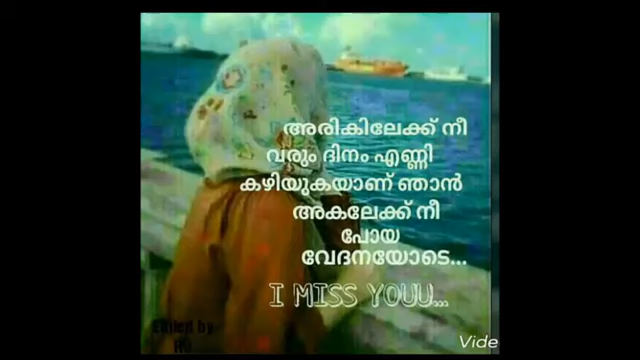 അരികിലേക്ക് നീ
വരും ദിനം എണ്ണി
കഴിയുകയാണ് ഞാൻ
അകലേക്ക് നീ
പോയ
വേദനയോടെ...
I MISS YOUU...
Edited by
Vide